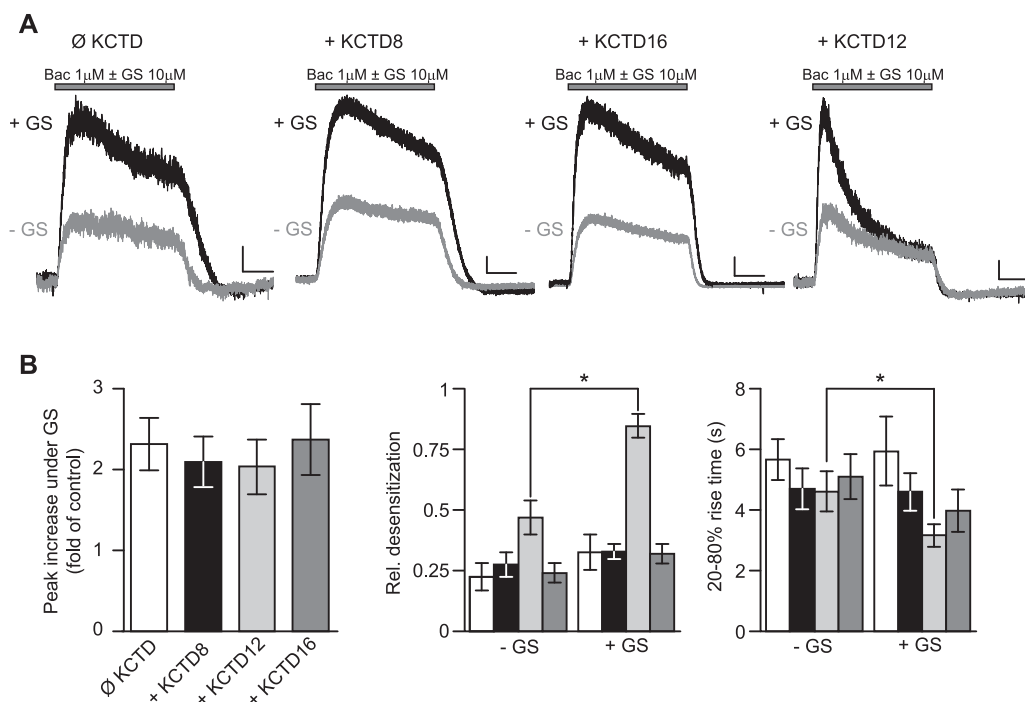 A
Ø KCTD
+ KCTD8
+ KCTD16
+ KCTD12
Bac 1µM ± GS 10µM
Bac 1µM ± GS 10µM
Bac 1µM ± GS 10µM
Bac 1µM ± GS 10µM
+ GS
+ GS
+ GS
+ GS
- GS
- GS
- GS
- GS
B
Peak increase under GS
(fold of control)
3
2
1
0
Ø KCTD
+ KCTD8
+ KCTD12
+ KCTD16
Rel. desensitization
1
0.75
0.5
0.25
0
*
- GS
+ GS
20-80% rise time (s)
8
6
4
2
0
*
- GS
+ GS